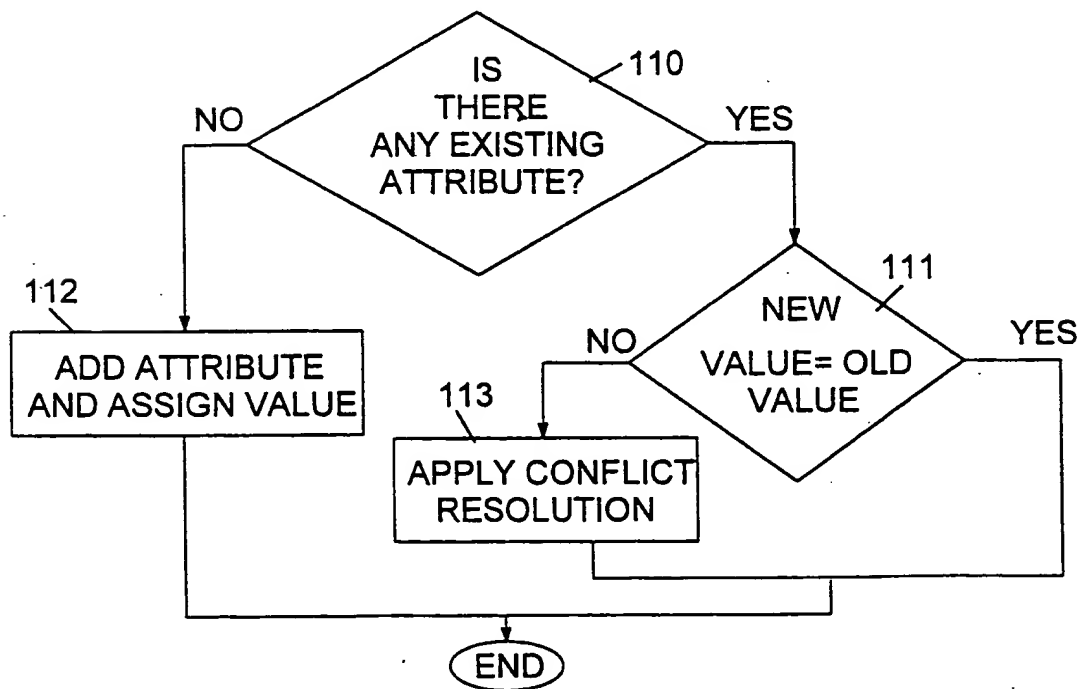 IS
THERE
ANY EXISTING
ATTRIBUTE?
110
NO
YES
112
ADD ATTRIBUTE
AND ASSIGN VALUE
111
NEW
VALUE= OLD
VALUE
NO
YES
113
APPLY CONFLICT
RESOLUTION
END